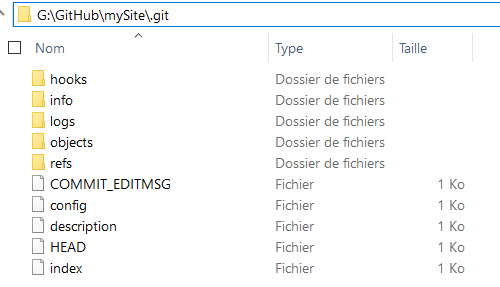 G:\GitHub\mySite\.git
Nom Type Taille
hooks Dossier de fichiers
info Dossier de fichiers
logs Dossier de fichiers
objects Dossier de fichiers
refs Dossier de fichiers
COMMIT_EDITMSG Fichier 1 Ko
config Fichier 1 Ko
description Fichier 1 Ko
HEAD Fichier 1 Ko
index Fichier 1 Ko